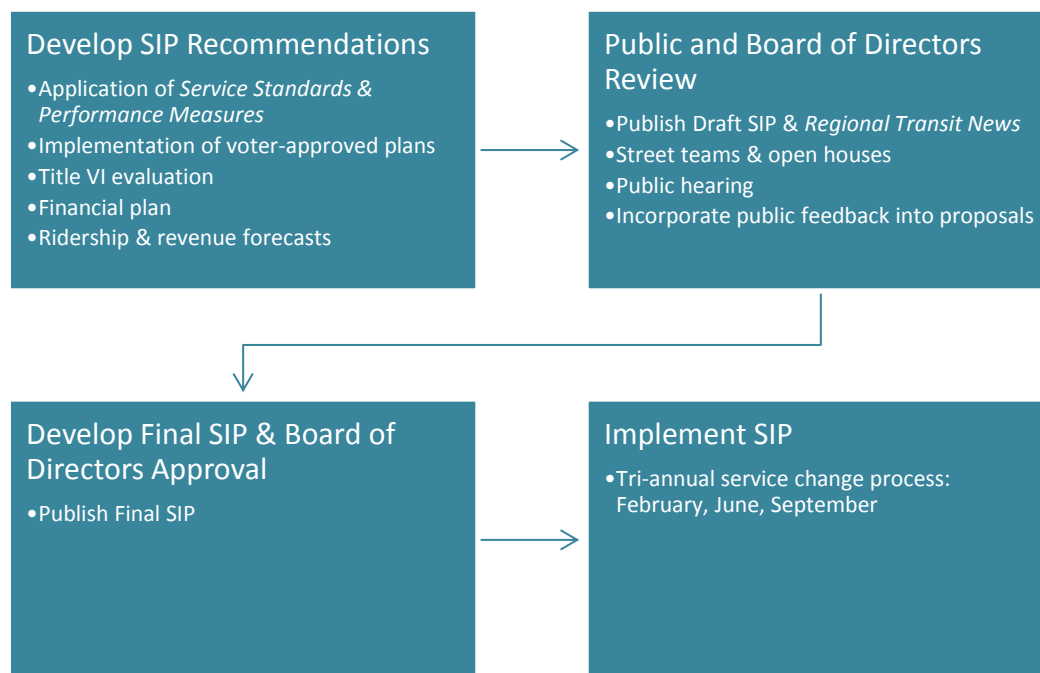 Develop SIP Recommendations
•Application of Service Standards &
Performance Measures
•Implementation of voter-approved plans
•Title VI evaluation
•Financial plan
•Ridership & revenue forecasts
Public and Board of Directors
Review
•Publish Draft SIP & Regional Transit News
•Street teams & open houses
•Public hearing
•Incorporate public feedback into proposals
Develop Final SIP & Board of
Directors Approval
•Publish Final SIP
Implement SIP
•Tri-annual service change process:
February, June, September